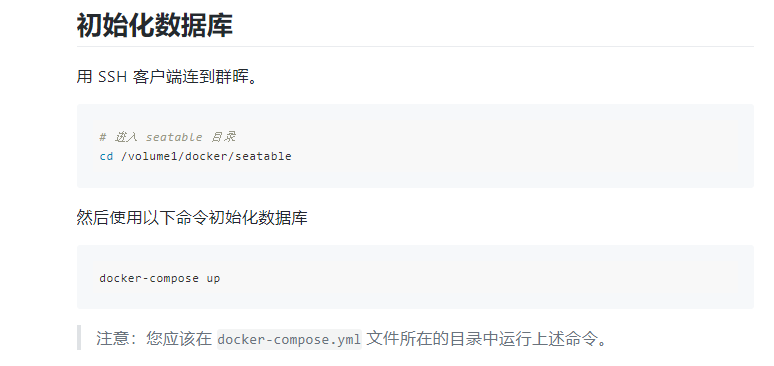 初始化数据库
用 SSH 客户端连到群晖。
# 进入 seatable 目录
cd /volume1/docker/seatable
然后使用以下命令初始化数据库
docker-compose up
注意：您应该在 docker-compose.yml 文件所在的目录中运行上述命令。